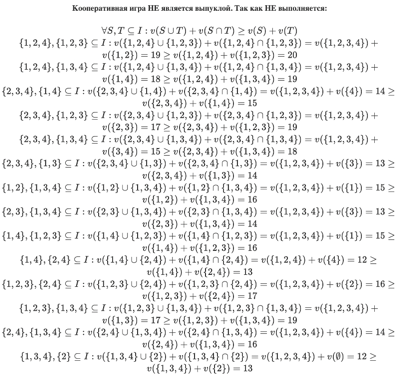 Кооперативная игра НЕ является выпуклой. Так как НЕ выполняется:
∀S, T ⊆ I : v(S ∪ T) + v(S ∩ T) ≥ v(S) + v(T)
{1, 2, 4}, {1, 2, 3} ⊆ I : v({1, 2, 4} ∪ {1, 2, 3}) + v({1, 2, 4} ∩ {1, 2, 3}) = v({1, 2, 3, 4}) +
v({1, 2}) = 19 ≥ v({1, 2, 4}) + v({1, 2, 3}) = 20
{1, 2, 4}, {1, 3, 4} ⊆ I : v({1, 2, 4} ∪ {1, 3, 4}) + v({1, 2, 4} ∩ {1, 3, 4}) = v({1, 2, 3, 4}) +
v({1, 4}) = 18 ≥ v({1, 2, 4}) + v({1, 3, 4}) = 19
{2, 3, 4}, {1, 4} ⊆ I : v({2, 3, 4} ∪ {1, 4}) + v({2, 3, 4} ∩ {1, 4}) = v({1, 2, 3, 4}) + v({4}) = 14 ≥
v({2, 3, 4}) + v({1, 4}) = 15
{2, 3, 4}, {1, 2, 3} ⊆ I : v({2, 3, 4} ∪ {1, 2, 3}) + v({2, 3, 4} ∩ {1, 2, 3}) = v({1, 2, 3, 4}) +
v({2, 3}) = 17 ≥ v({2, 3, 4}) + v({1, 2, 3}) = 19
{2, 3, 4}, {1, 3, 4} ⊆ I : v({2, 3, 4} ∪ {1, 3, 4}) + v({2, 3, 4} ∩ {1, 3, 4}) = v({1, 2, 3, 4}) +
v({3, 4}) = 15 ≥ v({2, 3, 4}) + v({1, 3, 4}) = 18
{2, 3, 4}, {1, 3} ⊆ I : v({2, 3, 4} ∪ {1, 3}) + v({2, 3, 4} ∩ {1, 3}) = v({1, 2, 3, 4}) + v({3}) = 13 ≥
v({2, 3, 4}) + v({1, 3}) = 14
{1, 2}, {1, 3, 4} ⊆ I : v({1, 2} ∪ {1, 3, 4}) + v({1, 2} ∩ {1, 3, 4}) = v({1, 2, 3, 4}) + v({1}) = 15 ≥
v({1, 2}) + v({1, 3, 4}) = 16
{2, 3}, {1, 3, 4} ⊆ I : v({2, 3} ∪ {1, 3, 4}) + v({2, 3} ∩ {1, 3, 4}) = v({1, 2, 3, 4}) + v({3}) = 13 ≥
v({2, 3}) + v({1, 3, 4}) = 14
{1, 4}, {1, 2, 3} ⊆ I : v({1, 4} ∪ {1, 2, 3}) + v({1, 4} ∩ {1, 2, 3}) = v({1, 2, 3, 4}) + v({1}) = 15 ≥
v({1, 4}) + v({1, 2, 3}) = 16
{1, 4}, {2, 4} ⊆ I : v({1, 4} ∪ {2, 4}) + v({1, 4} ∩ {2, 4}) = v({1, 2, 4}) + v({4}) = 12 ≥
v({1, 4}) + v({2, 4}) = 13
{1, 2, 3}, {2, 4} ⊆ I : v({1, 2, 3} ∪ {2, 4}) + v({1, 2, 3} ∩ {2, 4}) = v({1, 2, 3, 4}) + v({2}) = 16 ≥
v({1, 2, 3}) + v({2, 4}) = 17
{1, 2, 3}, {1, 3, 4} ⊆ I : v({1, 2, 3} ∪ {1, 3, 4}) + v({1, 2, 3} ∩ {1, 3, 4}) = v({1, 2, 3, 4}) +
v({1, 3}) = 17 ≥ v({1, 2, 3}) + v({1, 3, 4}) = 19
{2, 4}, {1, 3, 4} ⊆ I : v({2, 4} ∪ {1, 3, 4}) + v({2, 4} ∩ {1, 3, 4}) = v({1, 2, 3, 4}) + v({4}) = 14 ≥
v({2, 4}) + v({1, 3, 4}) = 16
{1, 3, 4}, {2} ⊆ I : v({1, 3, 4} ∪ {2}) + v({1, 3, 4} ∩ {2}) = v({1, 2, 3, 4}) + v(∅) = 12 ≥
v({1, 3, 4}) + v({2}) = 13